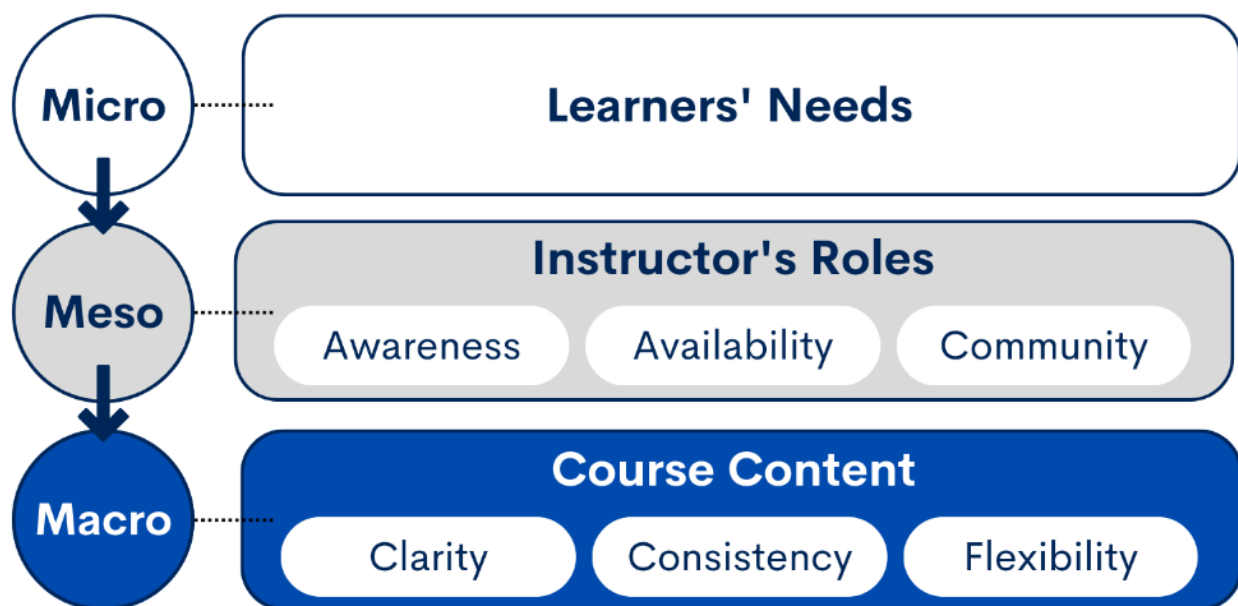 Micro
Learners' Needs
Meso
Instructor's Roles
Awareness
Availability
Community
Macro
Course Content
Clarity
Consistency
Flexibility